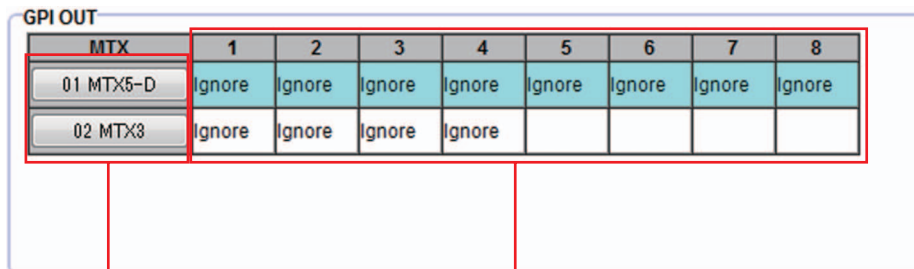 GPI OUT
MTX 1 2 3 4 5 6 7 8
01 MTX5-D Ignore Ignore Ignore Ignore Ignore Ignore Ignore Ignore
02 MTX3 Ignore Ignore Ignore Ignore